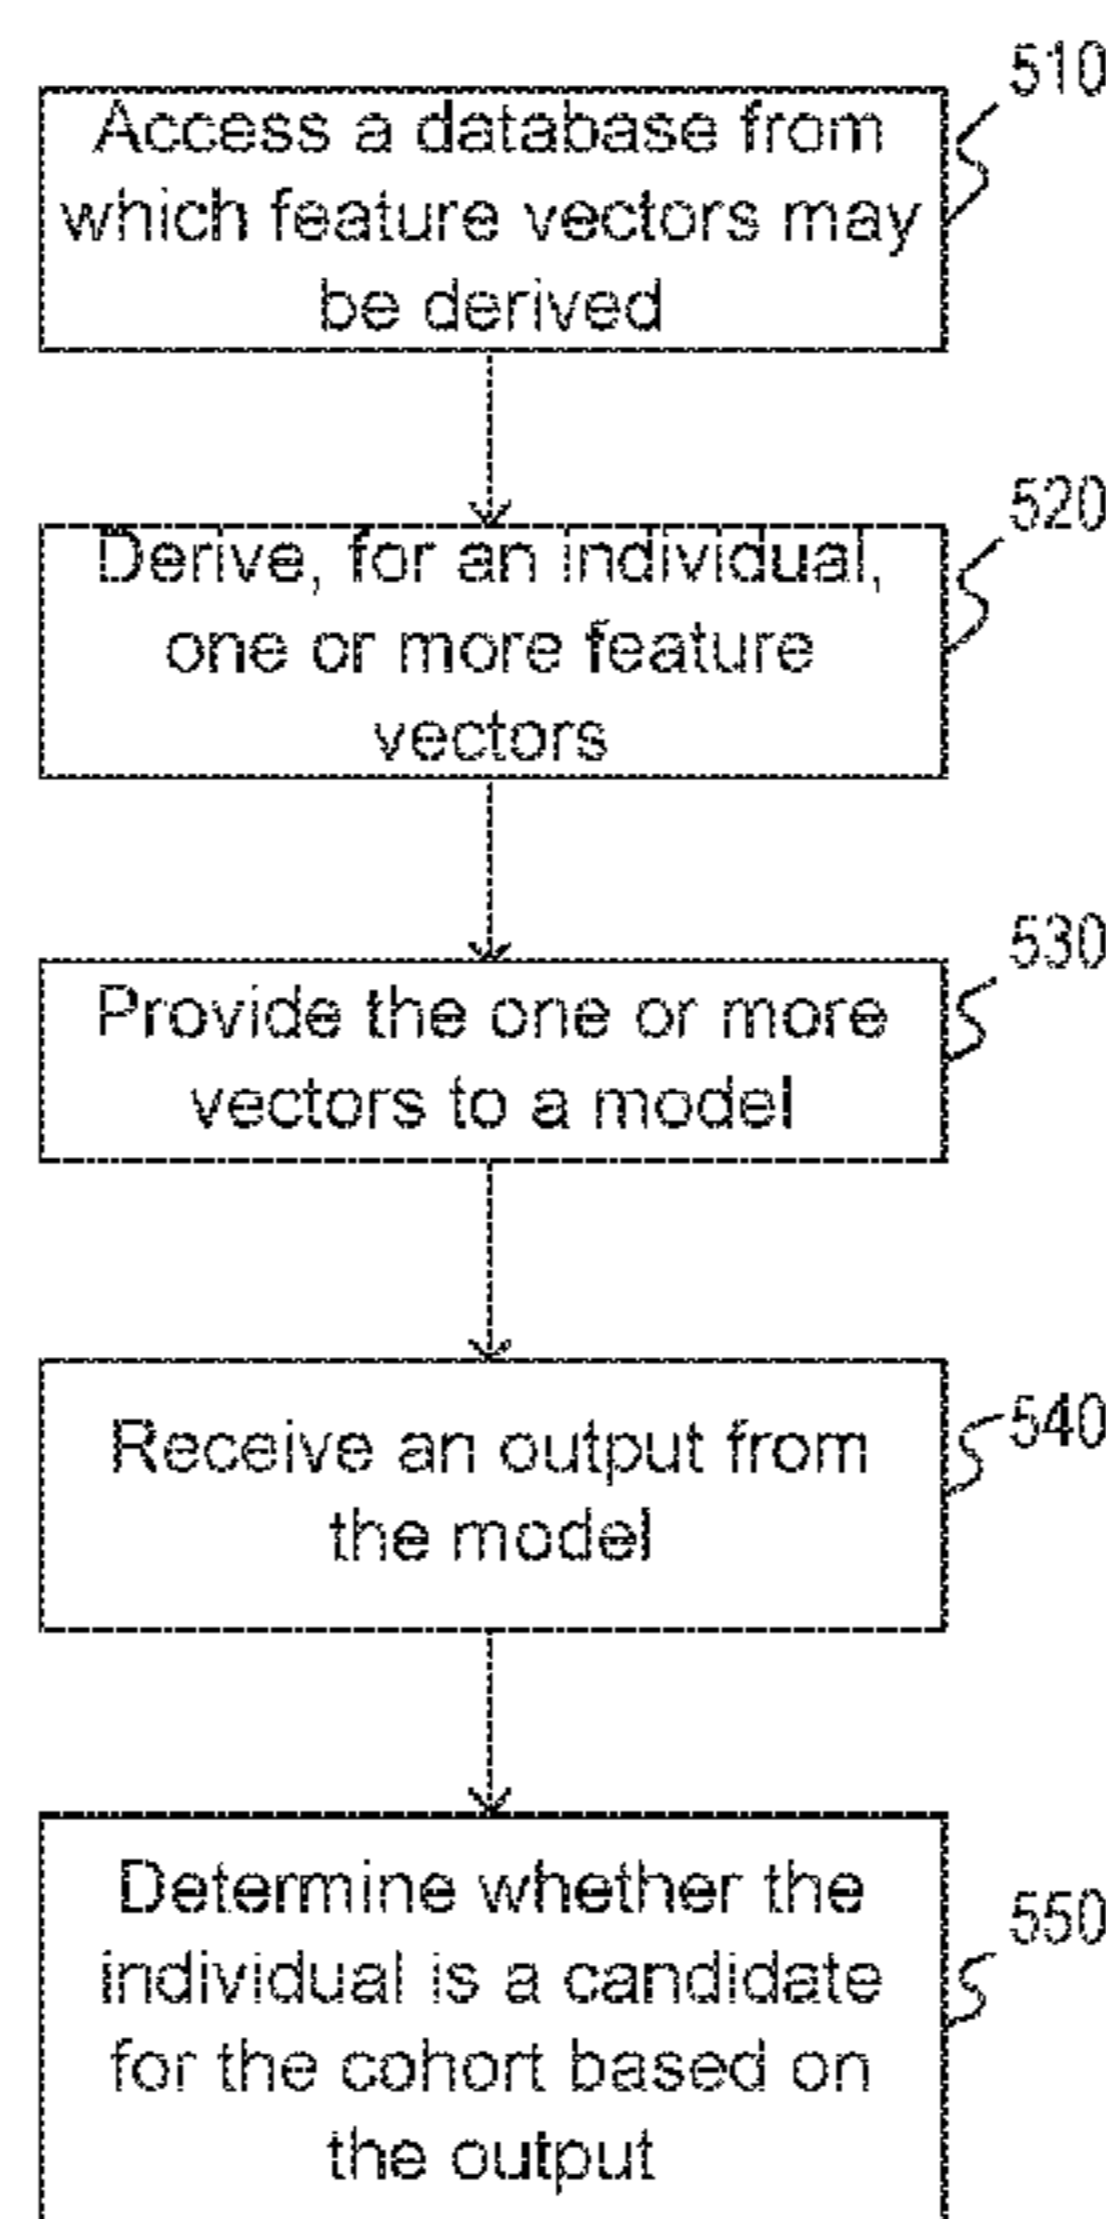 510
Access a database from
which feature vectors may
be derived
520
Derive, for an individual,
one or more feature
vectors
530
Provide the one or more
vectors to a model
540
Receive an output from
the model
550
Determine whether the
individual is a candidate
for the cohort based on
the output